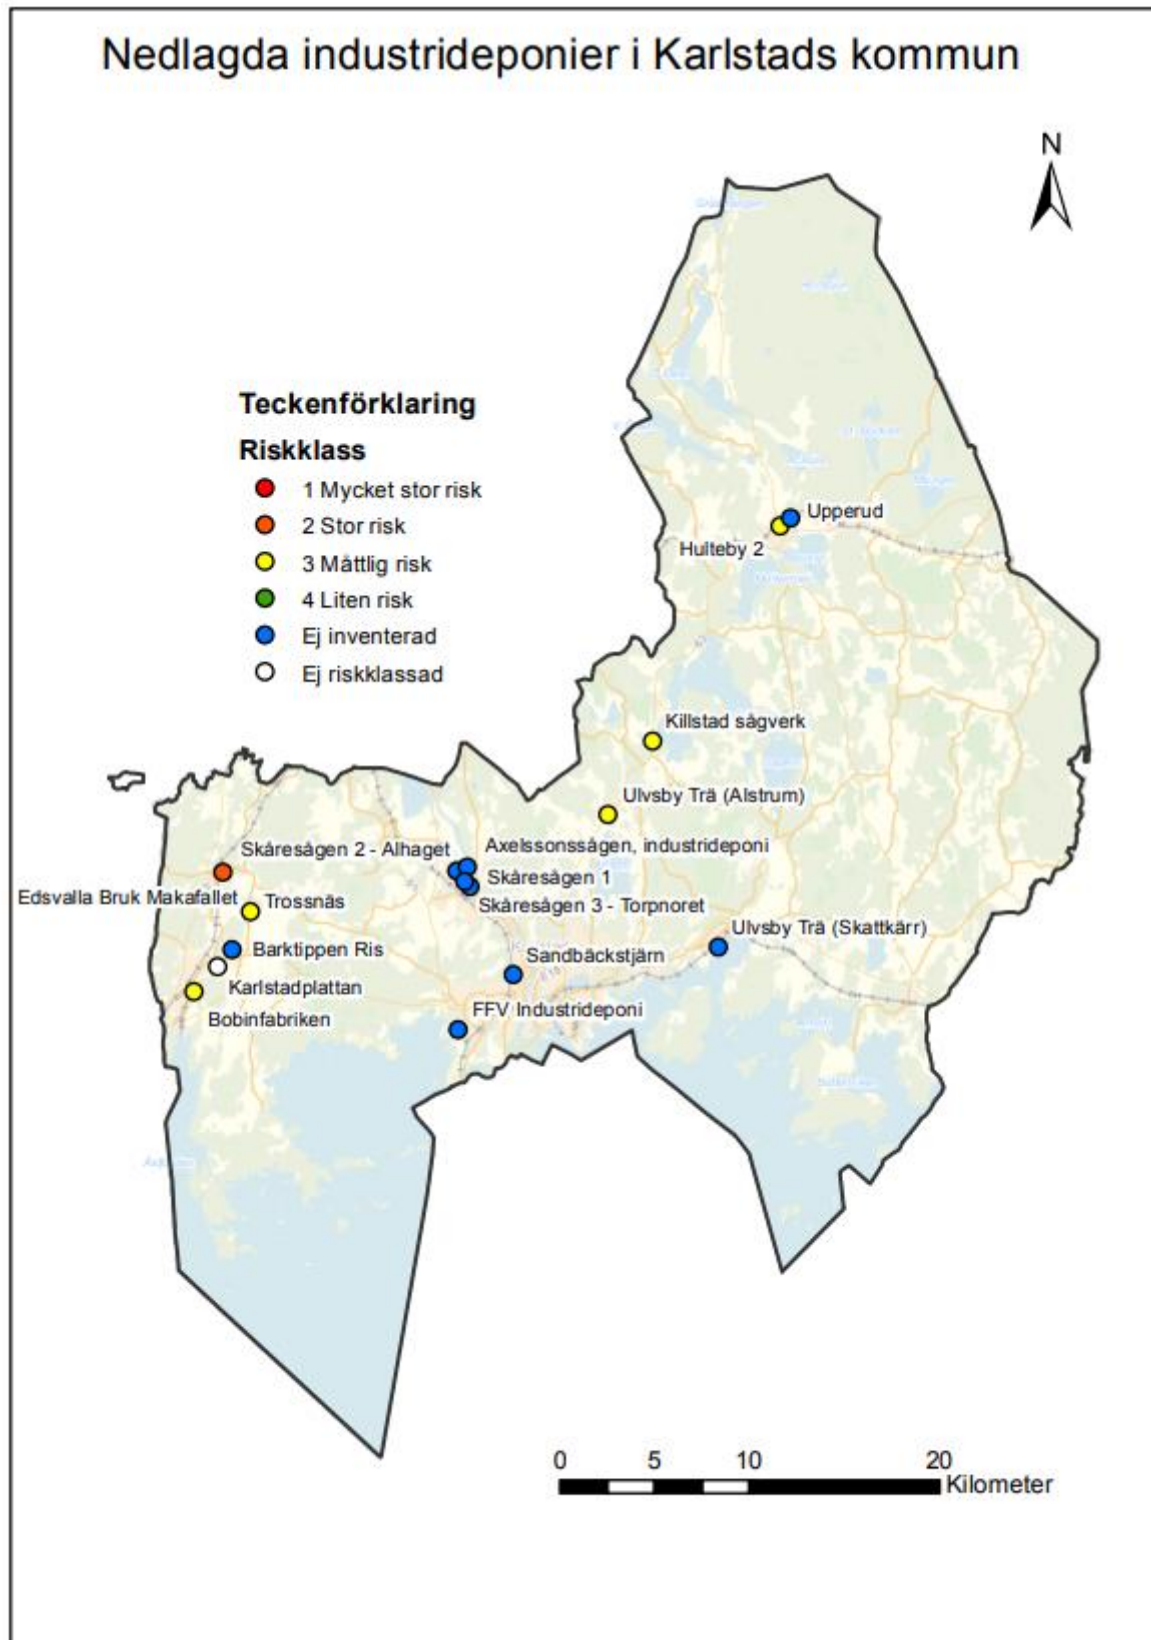 Nedlagda industrideponier i Karlstads kommun
N
Teckenförklaring
Riskklass
1 Mycket stor risk
2 Stor risk
3 Måttlig risk
4 Liten risk
Ej inventerad
Ej riskklassad
Upperud
Hulteby 2
Killstad sågverk
Ulvsby Trä (Alstrum)
Skåresågen 2 - Alhaget
Axelssonssågen, industrideponi
Skåresågen 1
Edsvalla Bruk Makafallet
Trossnäs
Skåresågen 3 - Torpnoret
Ulvsby Trä (Skattkärr)
Barktippen Ris
Sandbäckstjärn
Karlstadplattan
FFV Industrideponi
Bobinfabriken
0 5 10 20
Kilometer